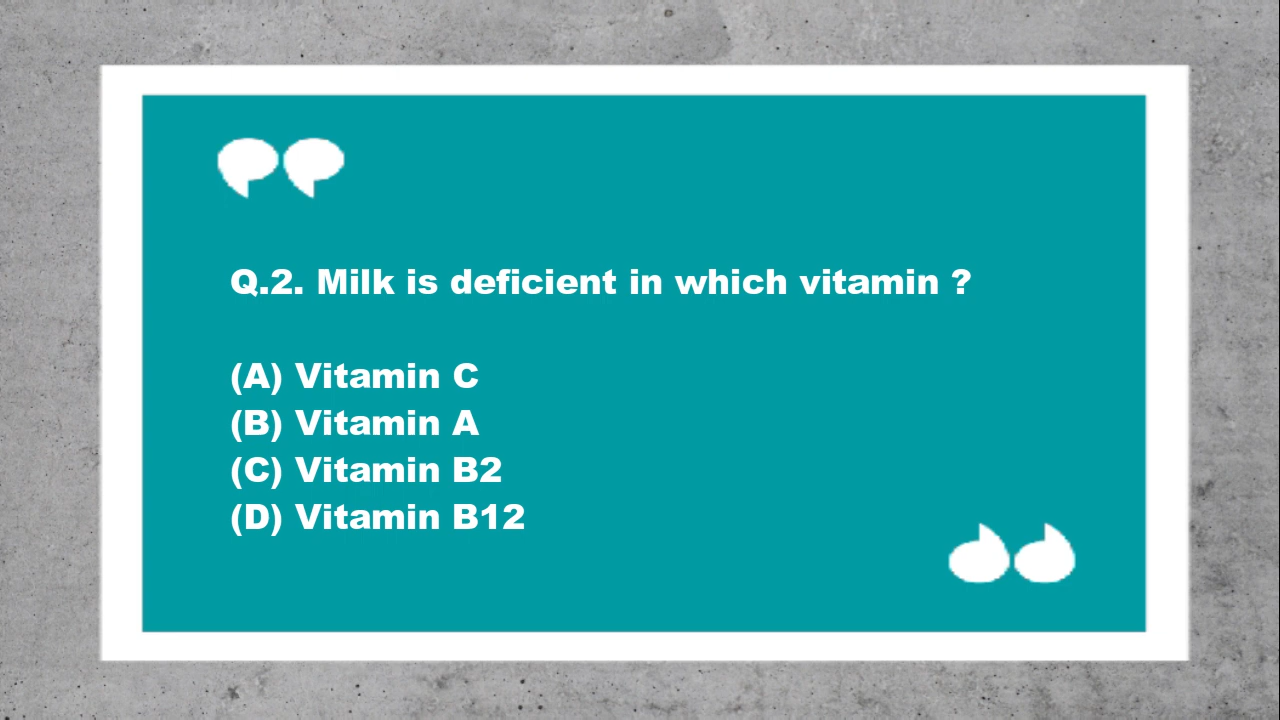 Q.2. Milk is deficient in which vitamin ?
(A) Vitamin C
(B) Vitamin A
(C) Vitamin B2
(D) Vitamin B12